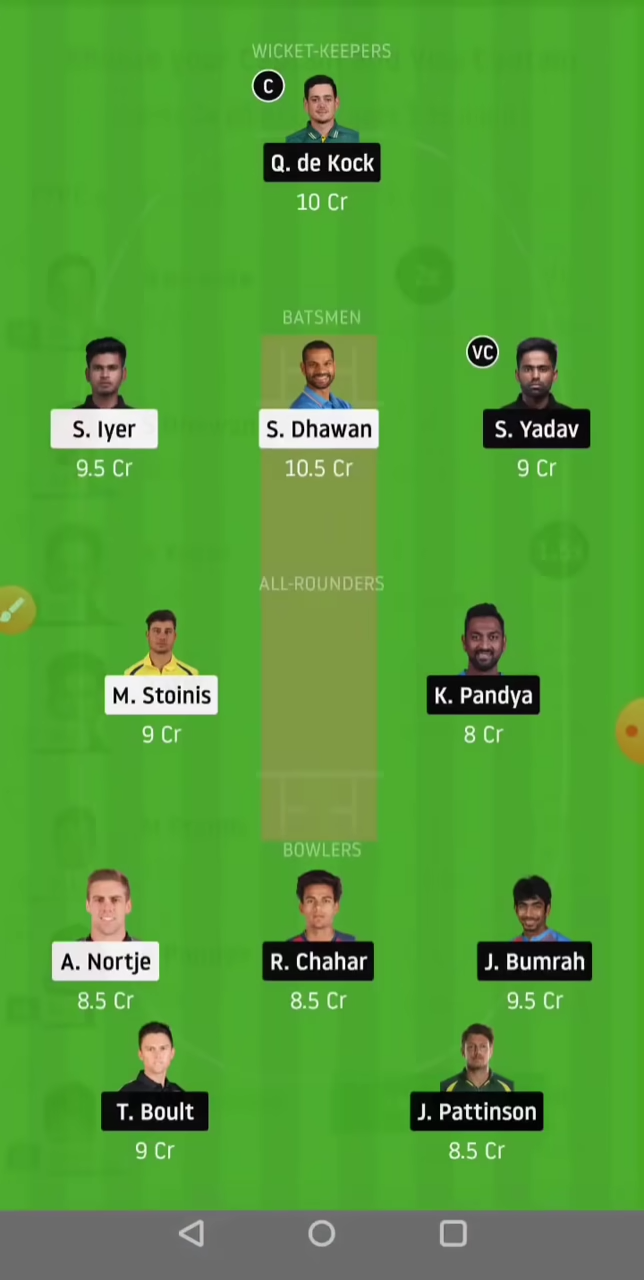 WICKET-KEEPERS
C
Q. de Kock
10 Cr
BATSMEN
VC
S. Iyer
S. Dhawan
S. Yadav
9.5 Cr
10.5 Cr
9 Cr
ALL-ROUNDERS
M. Stoinis
K. Pandya
9 Cr
8 Cr
BOWLERS
A. Nortje
R. Chahar
J. Bumrah
8.5 Cr
8.5 Cr
9.5 Cr
T. Boult
J. Pattinson
9 Cr
8.5 Cr